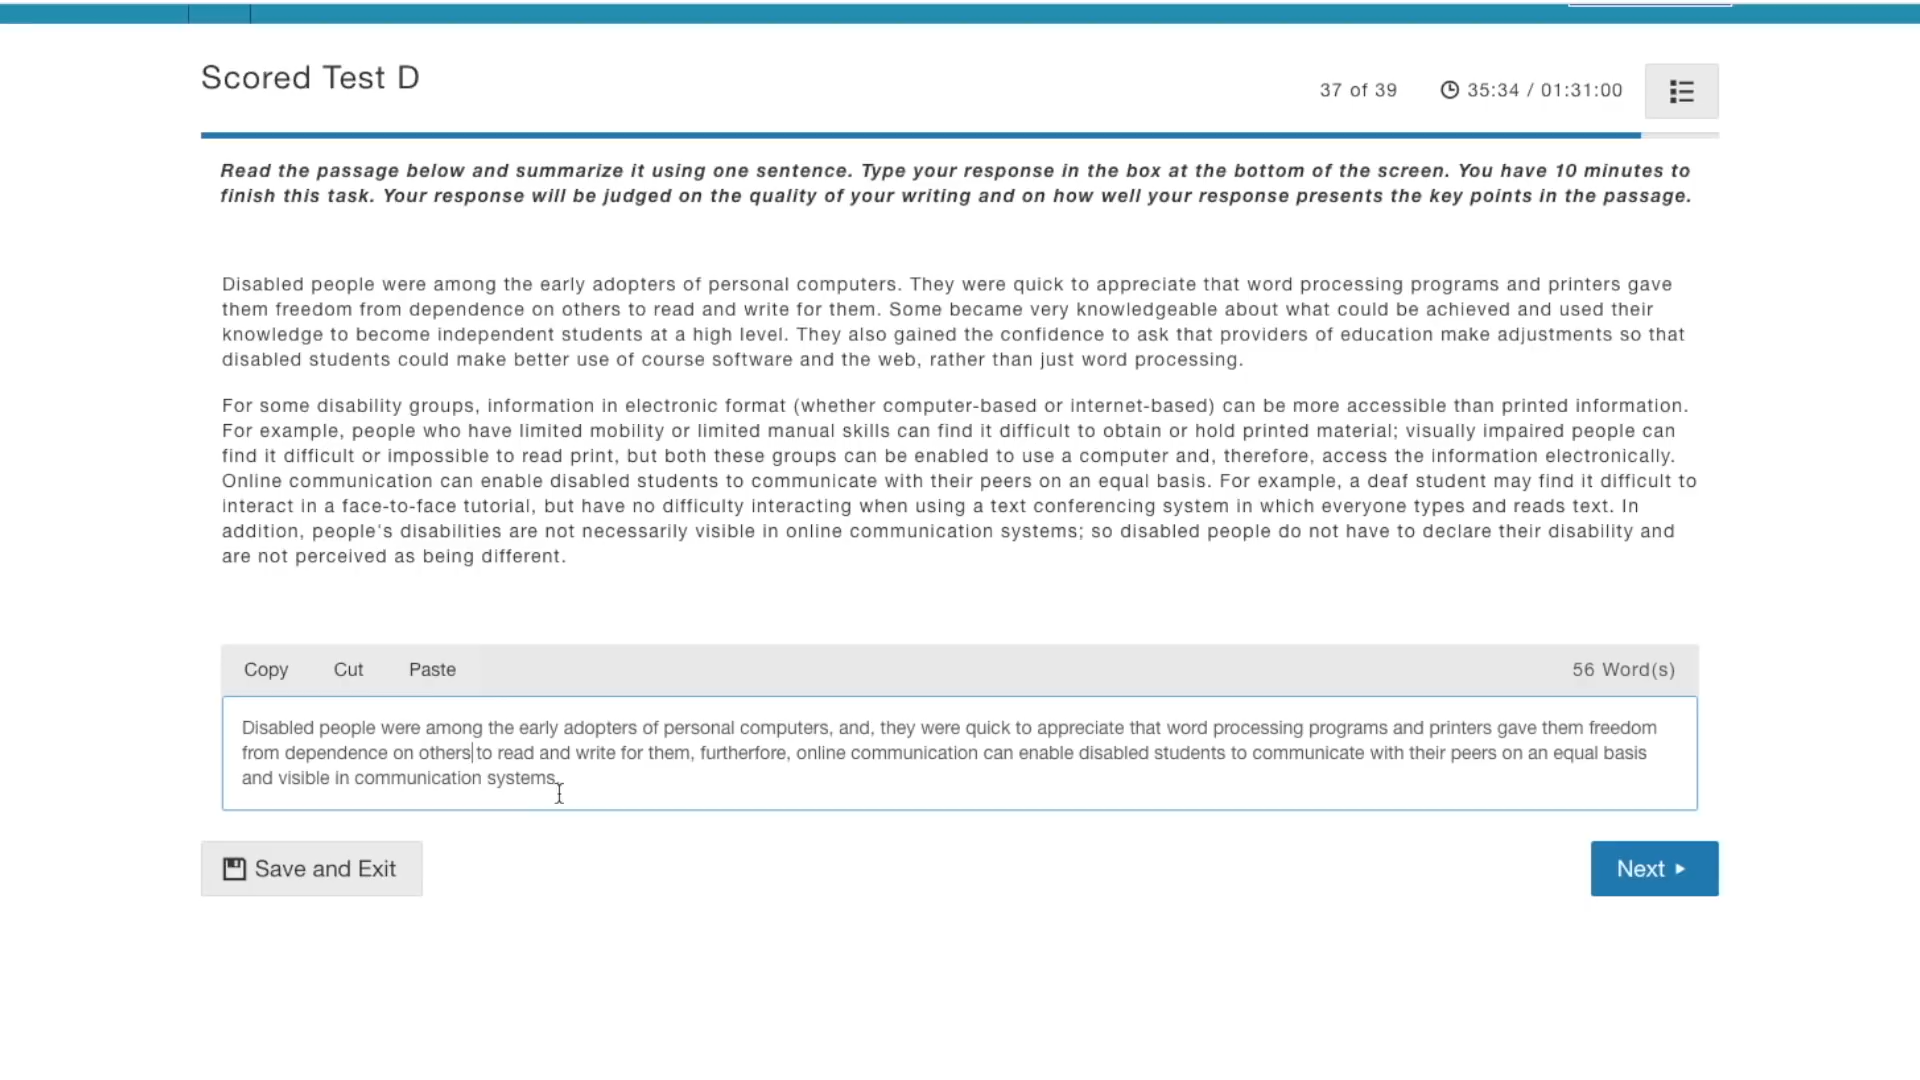 Scored Test D
37 of 39
35:34 / 01:31:00
Read the passage below and summarize it using one sentence. Type your response in the box at the bottom of the screen. You have 10 minutes to
finish this task. Your response will be judged on the quality of your writing and on how well your response presents the key points in the passage.
Disabled people were among the early adopters of personal computers. They were quick to appreciate that word processing programs and printers gave
them freedom from dependence on others to read and write for them. Some became very knowledgeable about what could be achieved and used their
knowledge to become independent students at a high level. They also gained the confidence to ask that providers of education make adjustments so that
disabled students could make better use of course software and the web, rather than just word processing.
For some disability groups, information in electronic format (whether computer-based or internet-based) can be more accessible than printed information.
For example, people who have limited mobility or limited manual skills can find it difficult to obtain or hold printed material; visually impaired people can
find it difficult or impossible to read print, but both these groups can be enabled to use a computer and, therefore, access the information electronically.
Online communication can enable disabled students to communicate with their peers on an equal basis. For example, a deaf student may find it difficult to
interact in a face-to-face tutorial, but have no difficulty interacting when using a text conferencing system in which everyone types and reads text. In
addition, people's disabilities are not necessarily visible in online communication systems; so disabled people do not have to declare their disability and
are not perceived as being different.
Copy
Cut
Paste
56 Word(s)
Disabled people were among the early adopters of personal computers, and, they were quick to appreciate that word processing programs and printers gave them freedom
from dependence on others to read and write for them, furtherfore, online communication can enable disabled students to communicate with their peers on an equal basis
and visible in communication systems.
Save and Exit
Next